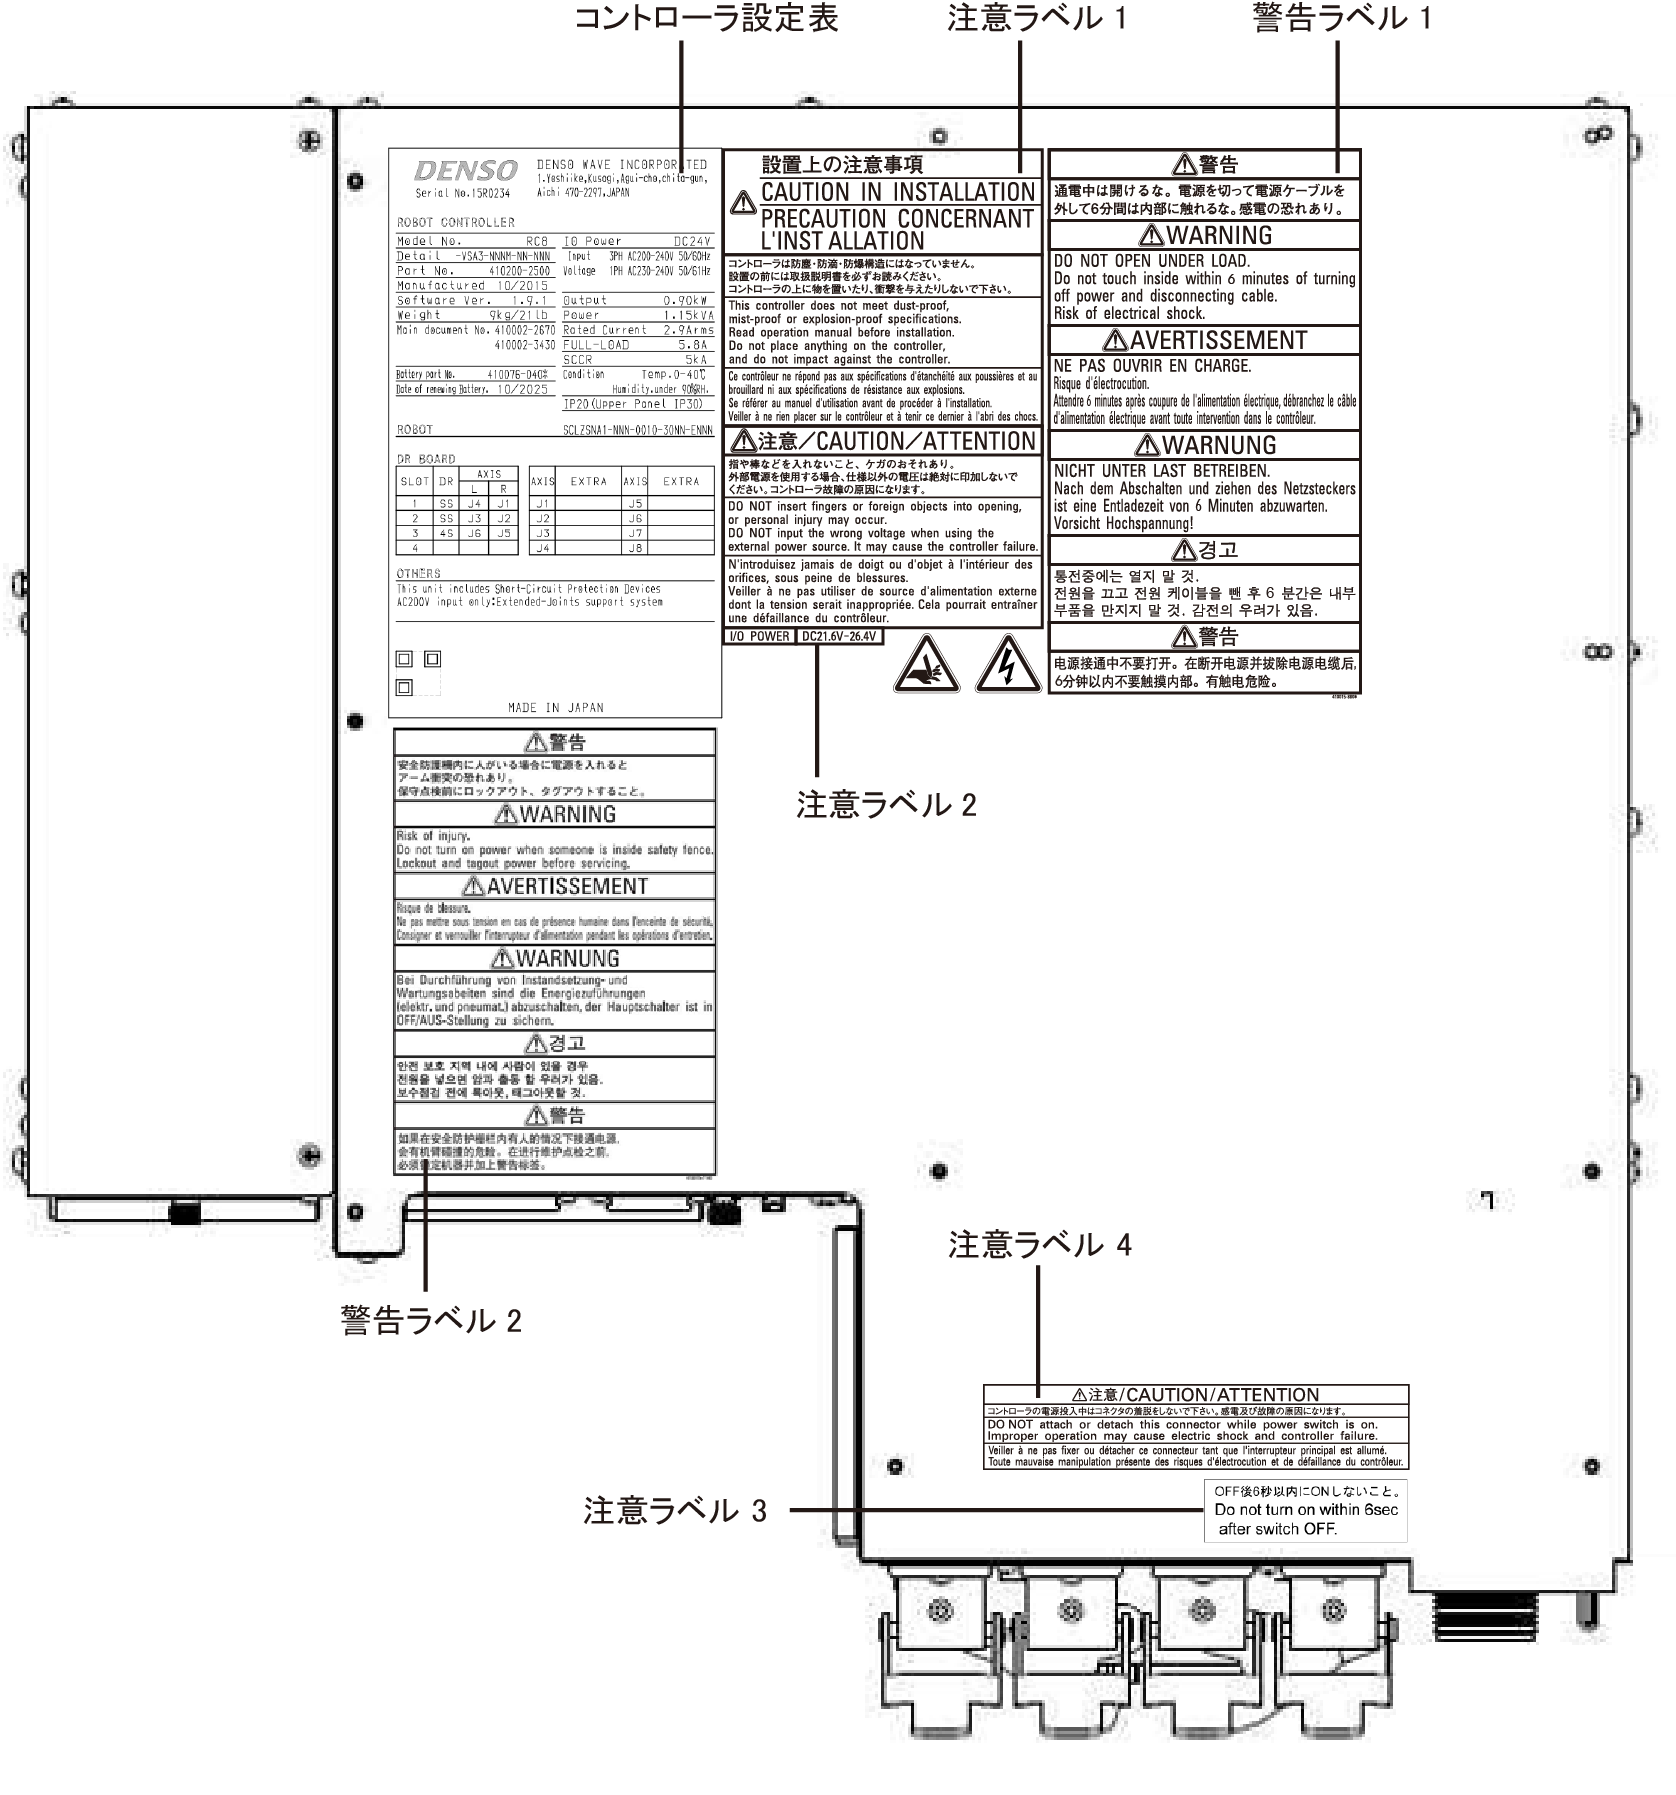 コントローラ設定表
注意ラベル 1
警告ラベル 1
DENSO
Serial No.15R0234
DENSO WAVE INCORPORATED
1.Yoshiike,Kusagi,Agui-cho,chita-gun,
Aichi 470-2297,JAPAN
ROBOT CONTROLLER
Model No. RC8
Detail -VSA3-NNNM-NN-NNN
Part No. 410200-2500
Manufactured 10/2015
Software Ver. 1.9.1
Weight 9kg/21lb
Main document No. 410002-2670
410002-3430
Battery part No. 410076-040*
Date of renewing Battery. 10/2025
IO Power DC24V
Input 3PH AC200-240V 50/60Hz
Voltage 1PH AC230-240V 50/61Hz
Output 0.90kW
Power 1.15kVA
Rated Current 2.9Arms
FULL-LOAD 5.8A
SCCR 5kA
Condition Temp.0-40℃
Humidity.under 90%RH.
IP20(Upper Panel IP30)
ROBOT SCLZSNA1-NNN-0010-30NN-ENNN
DR BOARD
SLOT DR AXIS
L R
1 SS J4 J1
2 SS J3 J2
3 4S J6 J5
4
AXIS EXTRA AXIS EXTRA
J1 J5
J2 J6
J3 J7
J4 J8
OTHERS
This unit includes Short-Circuit Protection Devices
AC200V input only:Extended-Joints support system
MADE IN JAPAN
設置上の注意事項
CAUTION IN INSTALLATION
PRECAUTION CONCERNANT
L'INST ALLATION
コントローラは防塵・防滴・防爆構造にはなっていません。
設置の前には取扱説明書を必ずお読みください。
コントローラの上に物を置いたり、衝撃を与えたりしないで下さい。
This controller does not meet dust-proof,
mist-proof or explosion-proof specifications.
Read operation manual before installation.
Do not place anything on the controller,
and do not impact against the controller.
Ce contrôleur ne répond pas aux spécifications d'étanchéité aux poussières et au
brouillard ni aux spécifications de résistance aux explosions.
Se référer au manuel d'utilisation avant de procéder à l'installation.
Veiller à ne rien placer sur le contrôleur et à tenir ce dernier à l'abri des chocs.
注意/CAUTION/ATTENTION
指や棒などを入れないこと、ケガのおそれあり。
外部電源を使用する場合、仕様以外の電圧は絶対に印加しないで
ください。コントローラ故障の原因になります。
DO NOT insert fingers or foreign objects into opening,
or personal injury may occur.
DO NOT input the wrong voltage when using the
external power source. It may cause the controller failure.
N'introduisez jamais de doigt ou d'objet à l'intérieur des
orifices, sous peine de blessures.
Veiller à ne pas utiliser de source d'alimentation externe
dont la tension serait inappropriée. Cela pourrait entraîner
une défaillance du contrôleur.
I/O POWER DC21.6V-26.4V
警告
通電中は開けるな。電源を切って電源ケーブルを
外して6分間は内部に触れるな。感電の恐れあり。
WARNING
DO NOT OPEN UNDER LOAD.
Do not touch inside within 6 minutes of turning
off power and disconnecting cable.
Risk of electrical shock.
AVERTISSEMENT
NE PAS OUVRIR EN CHARGE.
Risque d'électrocution.
Attendre 6 minutes après coupure de l'alimentation électrique, débranchez le câble
d'alimentation électrique avant toute intervention dans le contrôleur.
WARNUNG
NICHT UNTER LAST BETREIBEN.
Nach dem Abschalten und ziehen des Netzsteckers
ist eine Entladezeit von 6 Minuten abzuwarten.
Vorsicht Hochspannung!
경고
통전중에는 열지 말 것.
전원을 끄고 전원 케이블을 뺀 후 6 분간은 내부
부품을 만지지 말 것. 감전의 우려가 있음.
警告
电源接通中不要打开。在断开电源并拔除电源电缆后,
6分钟以内不要触摸内部。有触电危险。
注意ラベル 2
警告
安全防護柵内に人がいる場合に電源を入れると
アーム衝突の恐れあり。
保守点検前にロックアウト、タグアウトすること。
WARNING
Risk of injury.
Do not turn on power when someone is inside safety fence.
Lockout and tagout power before servicing.
AVERTISSEMENT
Risque de blessure.
Ne pas mettre sous tension en cas de présence humaine dans l'enceinte de sécurité.
Consigner et verrouiller l'interrupteur d'alimentation pendant les opérations d'entretien.
WARNUNG
Bei Durchführung von Instandsetzung- und
Wartungsabeiten sind die Energiezuführungen
(elektr. und pneumat.) abzuschalten, der Hauptschalter ist in
OFF/AUS-Stellung zu sichern.
경고
안전 보호 지역 내에 사람이 있을 경우
전원을 넣으면 암과 충돌 할 우려가 있음.
보수점검 전에 록아웃, 태그아웃할 것.
警告
如果在安全防护栅栏内有人的情况下接通电源,
会有机臂碰撞的危险。在进行维护点检之前,
必须 定机器并加上警告标签。
警告ラベル 2
注意ラベル 4
注意/CAUTION/ATTENTION
コントローラの電源投入中はコネクタの着脱をしないで下さい。感電及び故障の原因になります。
DO NOT attach or detach this connector while power switch is on.
Improper operation may cause electric shock and controller failure.
Veiller à ne pas fixer ou détacher ce connecteur tant que l'interrupteur principal est allumé.
Toute mauvaise manipulation présente des risques d'électrocution et de défaillance du contrôleur.
注意ラベル 3
OFF後6秒以内にONしないこと。
Do not turn on within 6sec
after switch OFF.